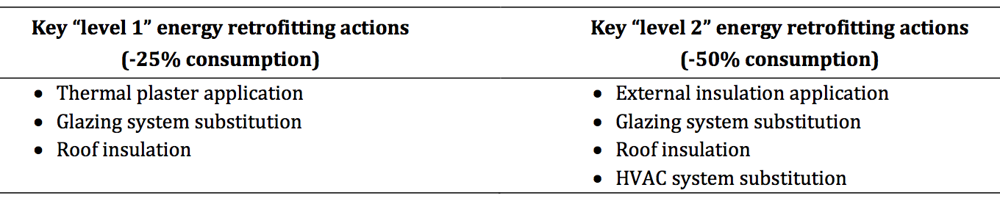 Key “level 1” energy retrofitting actions
(-25% consumption)
• Thermal plaster application
• Glazing system substitution
• Roof insulation
Key “level 2” energy retrofitting actions
(-50% consumption)
• External insulation application
• Glazing system substitution
• Roof insulation
• HVAC system substitution